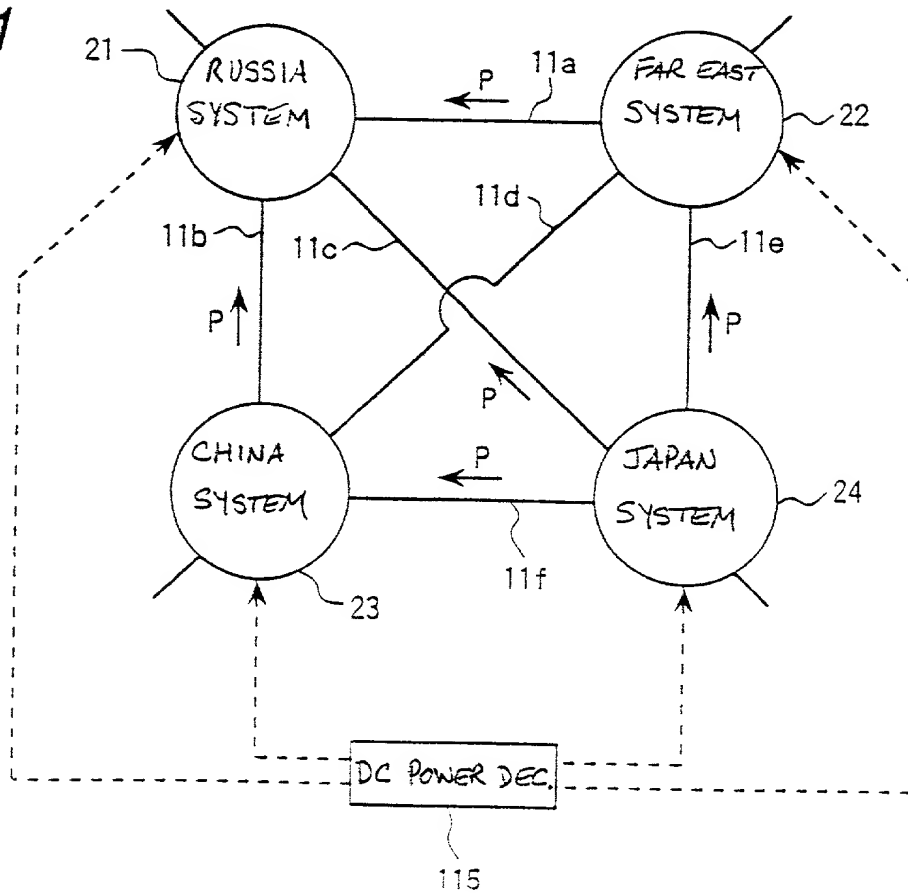 21
RUSSIA
SYSTEM
P
11a
FAR EAST
SYSTEM
22
11b
11c
11d
11e
P
P
P
CHINA
SYSTEM
23
P
11f
JAPAN
SYSTEM
24
DC POWER DEC.
115